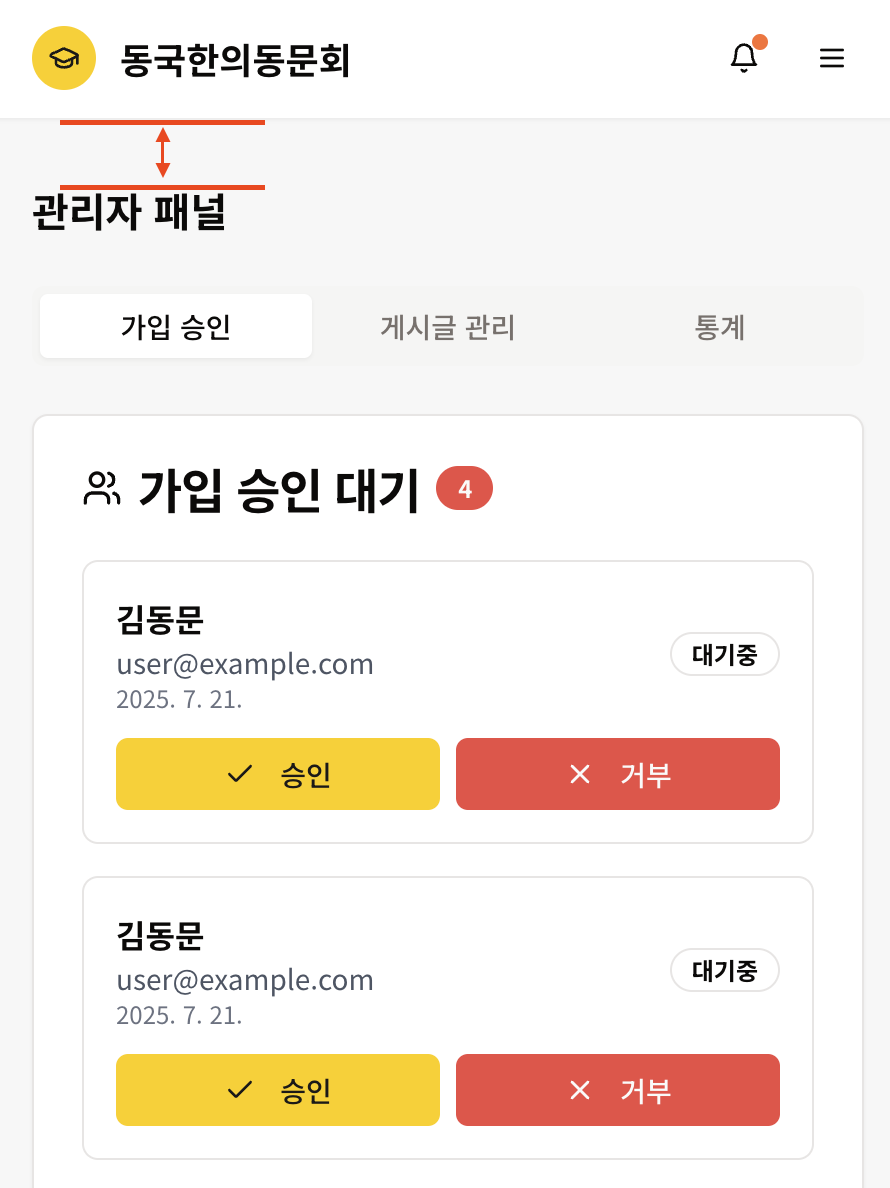 동국한의동문회
관리자 패널
가입 승인 게시글 관리 통계
가입 승인 대기 4
김동문
user@example.com
대기중
2025. 7. 21.
승인 거부
김동문
user@example.com
대기중
2025. 7. 21.
승인 거부